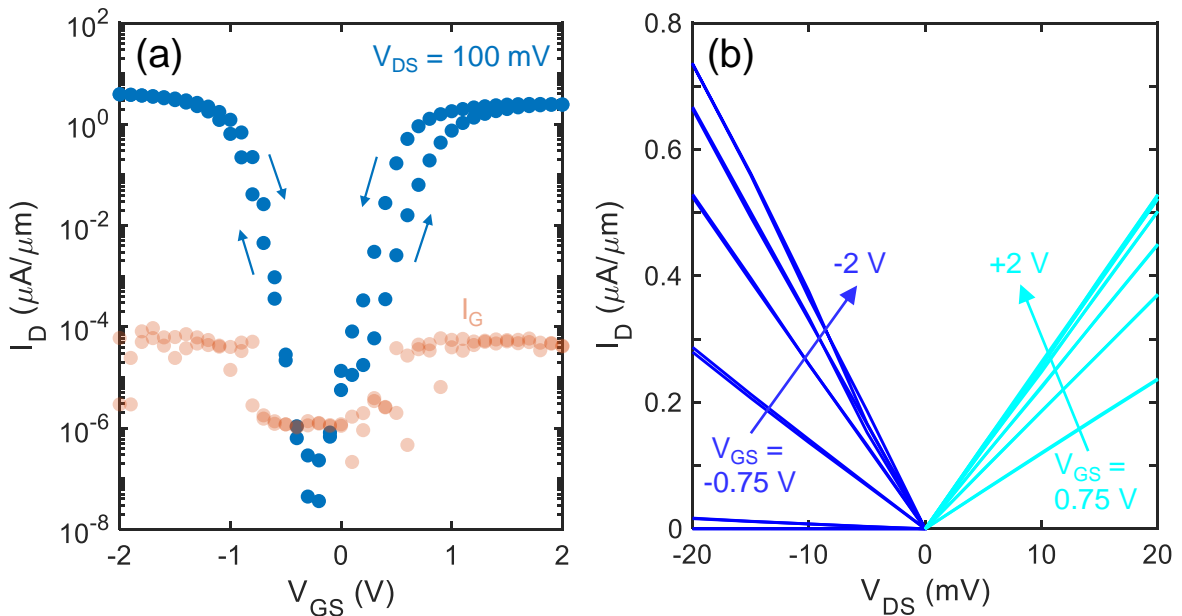 (a)
V_DS = 100 mV
I_G
10^2
10^0
10^-2
10^-4
10^-6
10^-8
I_D (μA/μm)
-2
-1
0
1
2
V_GS (V)
(b)
-2 V
+2 V
V_GS =
-0.75 V
V_GS =
0.75 V
0.8
0.6
0.4
0.2
0
I_D (μA/μm)
-20
-10
0
10
20
V_DS (mV)